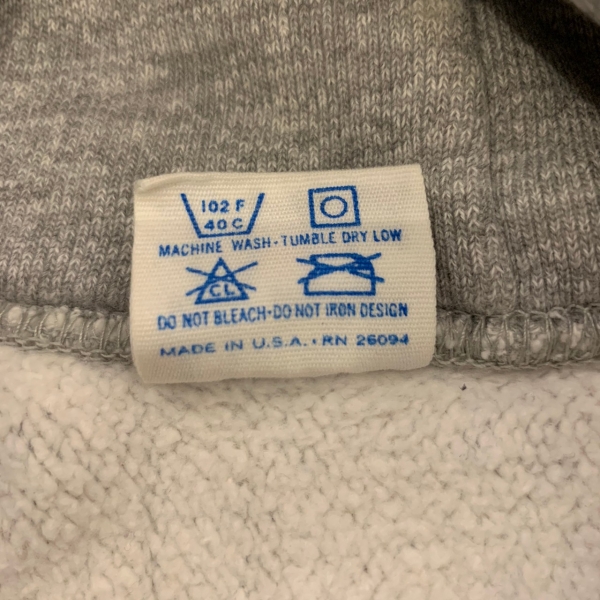 102 F
40 C
MACHINE WASH-TUMBLE DRY LOW
CL
DO NOT BLEACH-DO NOT IRON DESIGN
MADE IN U.S.A. • RN 26094